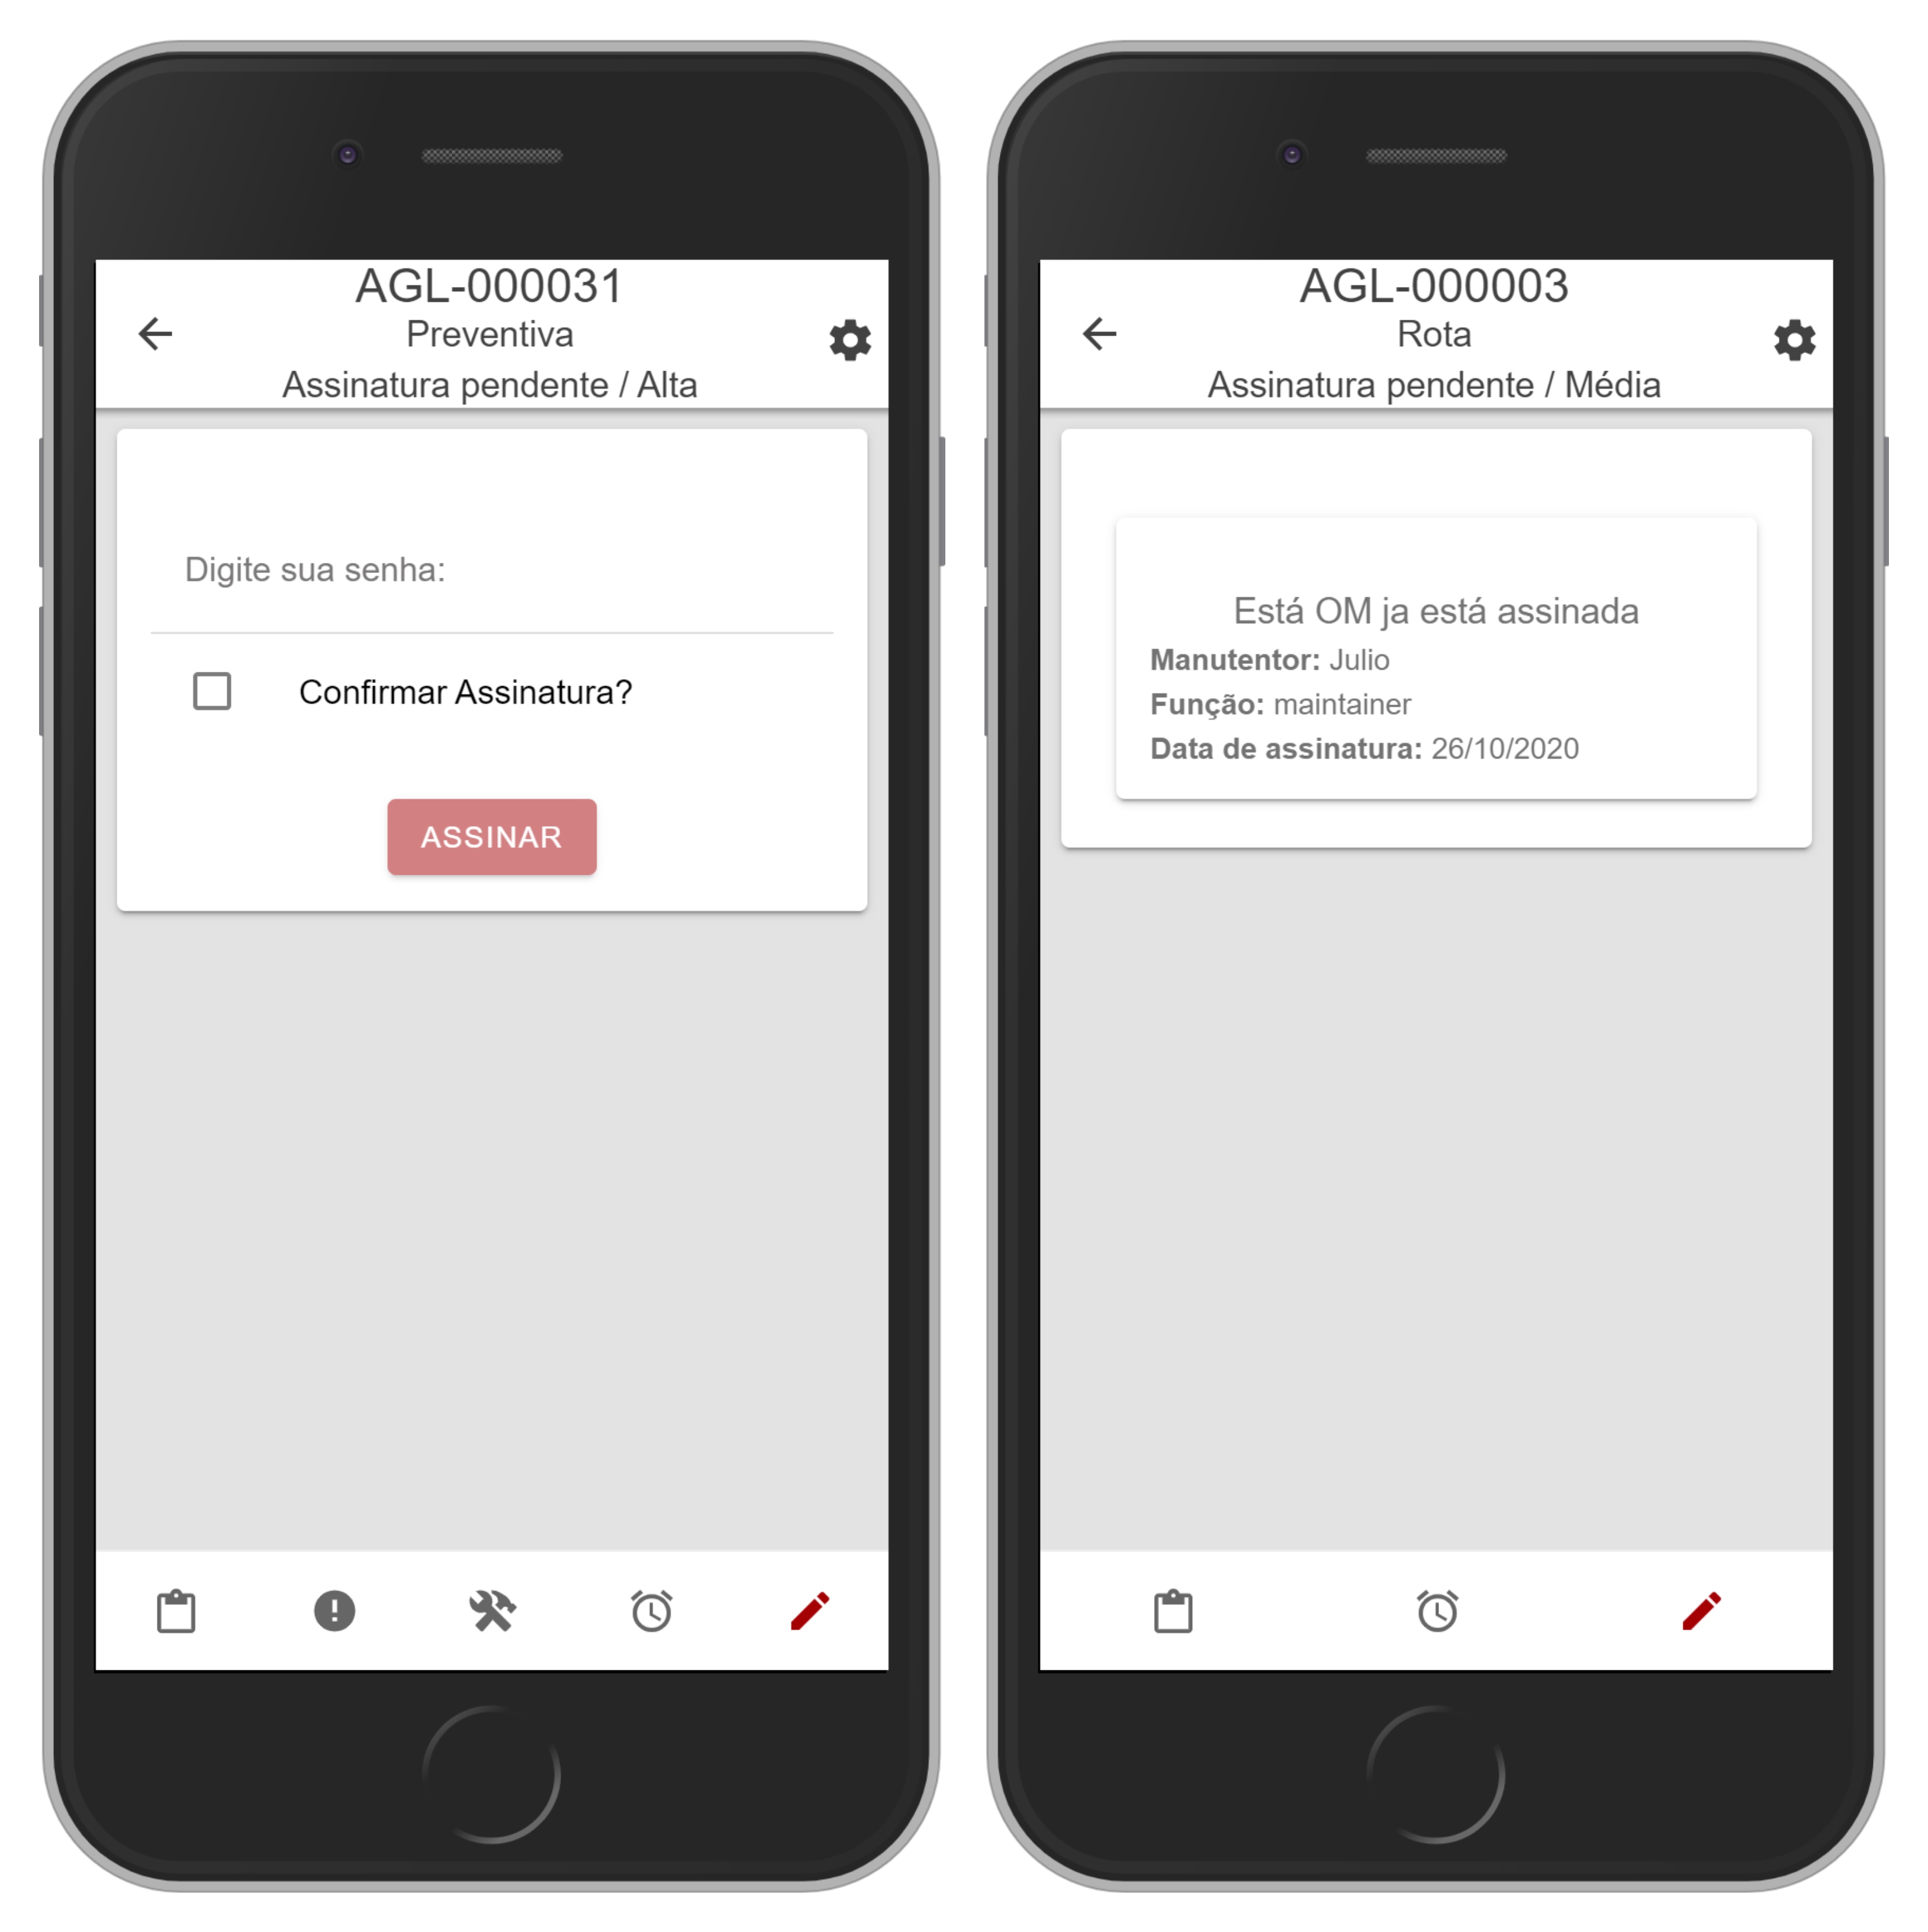 AGL-000031
Preventiva
Assinatura pendente / Alta
Digite sua senha:
Confirmar Assinatura?
ASSINAR
AGL-000003
Rota
Assinatura pendente / Média
Está OM ja está assinada
Manutentor: Julio
Função: maintainer
Data de assinatura: 26/10/2020